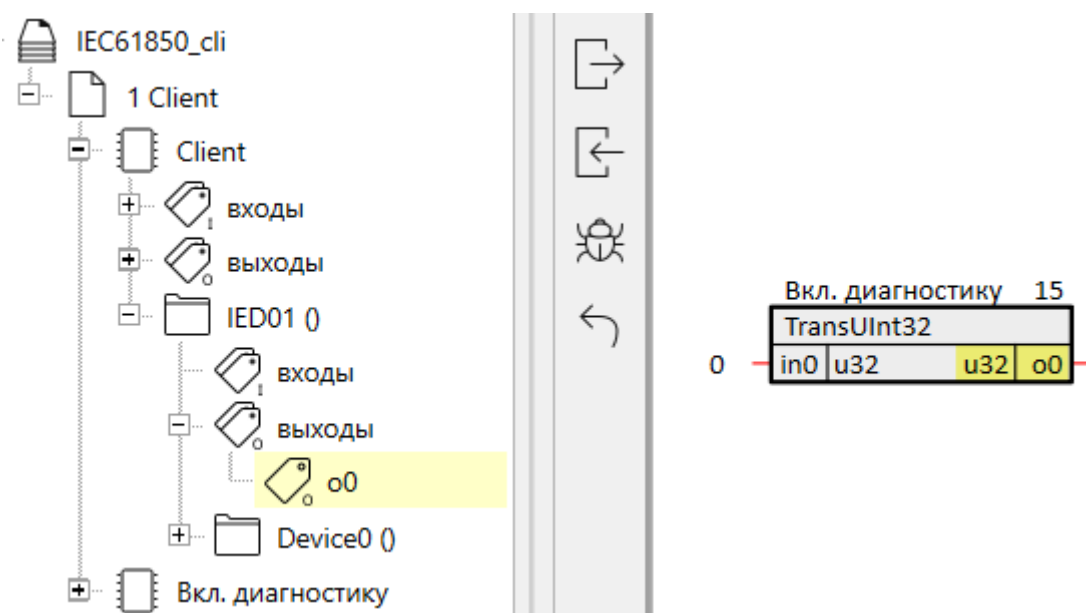 IEC61850_cli
1 Client
Client
входы
выходы
IED01 ()
входы
выходы
o0
Device0 ()
Вкл. диагностику
Вкл. диагностику 15
TransUInt32
0 in0 u32 u32 o0